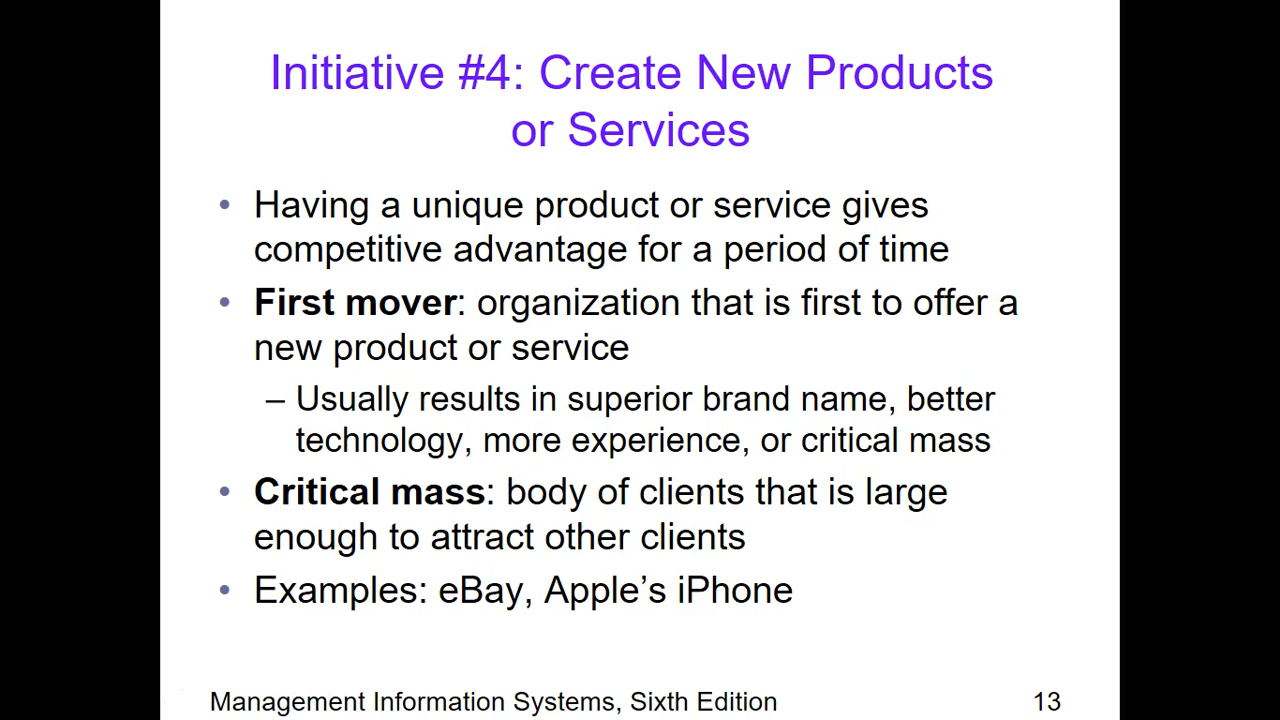 Initiative #4: Create New Products
or Services
• Having a unique product or service gives
competitive advantage for a period of time
• First mover: organization that is first to offer a
new product or service
– Usually results in superior brand name, better
technology, more experience, or critical mass
• Critical mass: body of clients that is large
enough to attract other clients
• Examples: eBay, Apple’s iPhone
Management Information Systems, Sixth Edition 13